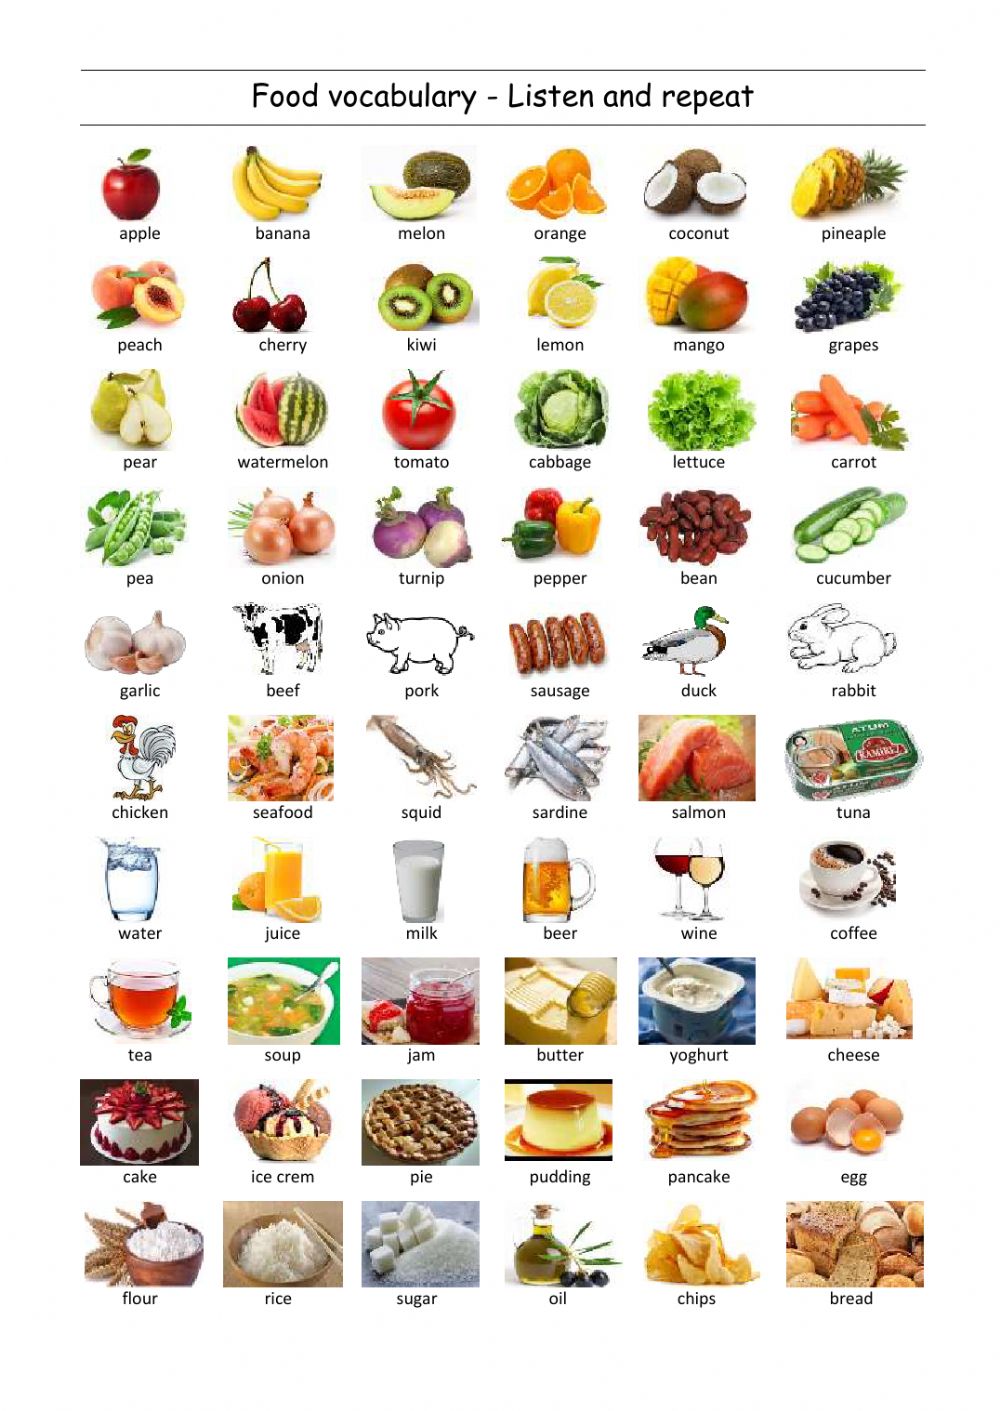 Food vocabulary - Listen and repeat
apple banana melon orange coconut pineapple
peach cherry kiwi lemon mango grapes
pear watermelon tomato cabbage lettuce carrot
pea onion turnip pepper bean cucumber
garlic beef pork sausage duck rabbit
ATUM
RAMIREZ
chicken seafood squid sardine salmon tuna
water juice milk beer wine coffee
tea soup jam butter yoghurt cheese
cake ice crem pie pudding pancake egg
flour rice sugar oil chips bread